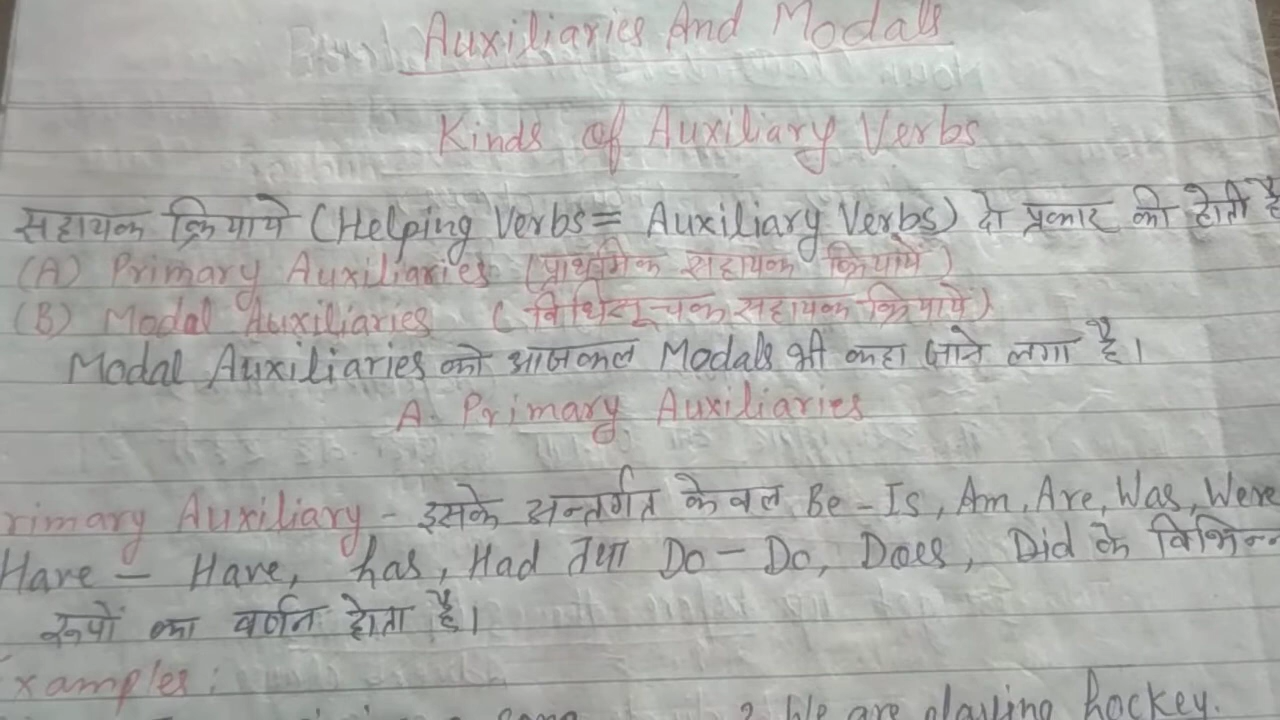 Auxiliaries And Modals
Kinds of Auxiliary Verbs
सहायक क्रियाये (Helping Verbs= Auxiliary Verbs) दो प्रकार की होती है
(A) Primary Auxiliaries (प्राथमिक सहायक क्रियाये)
(B) Modal Auxiliaries (विधिसूचक सहायक क्रियाये)
Modal Auxiliaries को आजकल Modals भी कहा जाने लगा है।
A. Primary Auxiliaries
rimary Auxiliary - इसके अन्तर्गत केवल Be - Is, Am, Are, Was, Were
Have - Have, has, Had तथा Do - Do, Does, Did के विभिन्न
रूपों का वर्णन होता है।
xamples:
2. We are playing hockey.